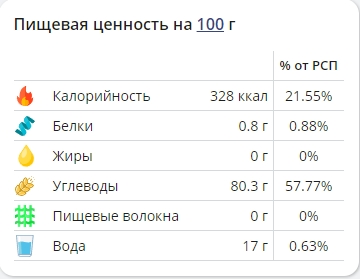 Пищевая ценность на 100 г
% от РСП
Калорийность 328 ккал 21.55%
Белки 0.8 г 0.88%
Жиры 0 г 0%
Углеводы 80.3 г 57.77%
Пищевые волокна 0 г 0%
Вода 17 г 0.63%